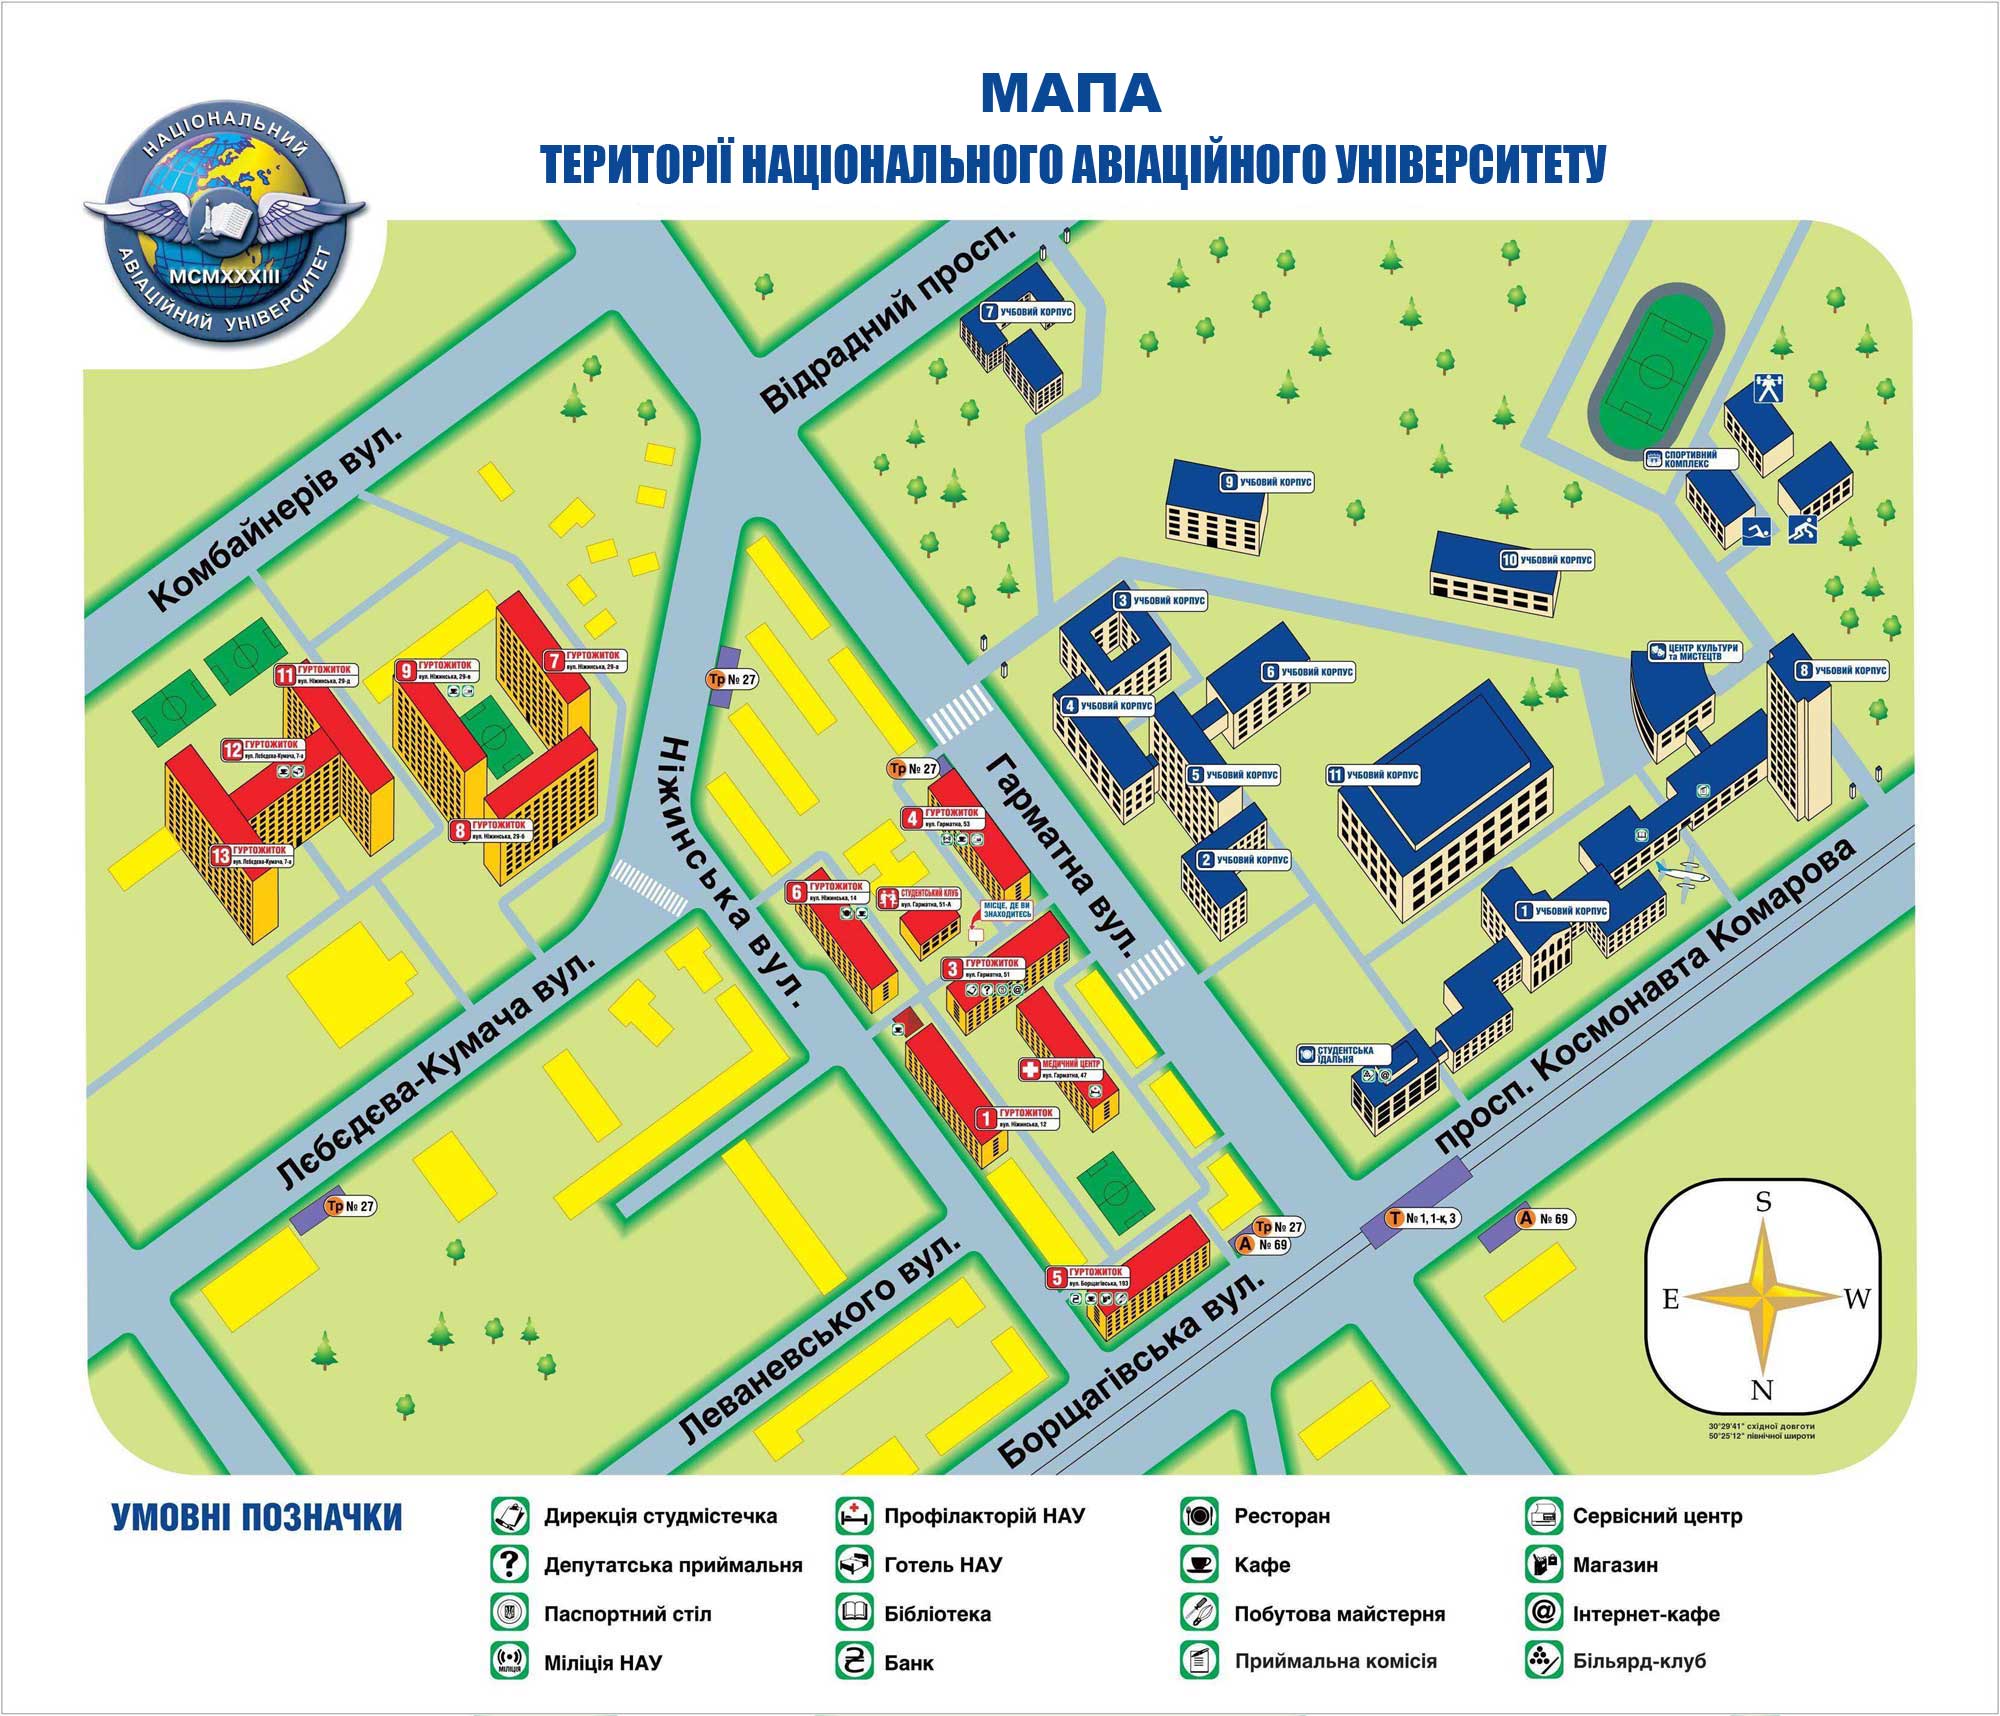 МАПА
ТЕРИТОРІЇ НАЦІОНАЛЬНОГО АВІАЦІЙНОГО УНІВЕРСИТЕТУ
НАЦІОНАЛЬНИЙ
MCMXXXIII
АВІАЦІЙНИЙ УНІВЕРСИТЕТ
Відрадний просп.
7 УЧБОВИЙ КОРПУС
Комбайнерів вул.
СПОРТИВНИЙ
КОМПЛЕКС
9 УЧБОВИЙ КОРПУС
10 УЧБОВИЙ КОРПУС
3 УЧБОВИЙ КОРПУС
ЦЕНТР КУЛЬТУРИ
та МИСТЕЦТВ
8 УЧБОВИЙ КОРПУС
6 УЧБОВИЙ КОРПУС
4 УЧБОВИЙ КОРПУС
5 УЧБОВИЙ КОРПУС
11 УЧБОВИЙ КОРПУС
2 УЧБОВИЙ КОРПУС
1 УЧБОВИЙ КОРПУС
11 ГУРТОЖИТОК
вул. Ніжинська, 29-д
9 ГУРТОЖИТОК
вул. Ніжинська, 29-в
7 ГУРТОЖИТОК
вул. Ніжинська, 29-а
12 ГУРТОЖИТОК
вул. Лєбєдєва-Кумача, 7-а
8 ГУРТОЖИТОК
вул. Ніжинська, 29-б
13 ГУРТОЖИТОК
вул. Лєбєдєва-Кумача, 7-а
Тр № 27
Тр № 27
Ніжинська вул.
Гарматна вул.
4 ГУРТОЖИТОК
вул. Гарматна, 53
6 ГУРТОЖИТОК
вул. Ніжинська, 14
СТУДЕНТСЬКИЙ КЛУБ
вул. Гарматна, 51-А
МІСЦЕ, ДЕ ВИ
ЗНАХОДИТЕСЬ
3 ГУРТОЖИТОК
вул. Гарматна, 51
МЕДИЧНИЙ ЦЕНТР
вул. Гарматна, 47
1 ГУРТОЖИТОК
вул. Ніжинська, 12
СТУДЕНТСЬКА
ЇДАЛЬНЯ
просп. Космонавта Комарова
Лєбєдєва-Кумача вул.
Тр № 27
Т № 1, 1-к, 3
А № 69
Тр № 27
А № 69
5 ГУРТОЖИТОК
вул. Борщагівська, 193
Леваневського вул.
Борщагівська вул.
S
E
W
N
30°29'41" східної довготи
50°25'12" північної широти
УМОВНІ ПОЗНАЧКИ
Дирекція студмістечка
Депутатська приймальня
Паспортний стіл
МІЛІЦІЯ
Міліція НАУ
Профілакторій НАУ
Готель НАУ
Бібліотека
Банк
Ресторан
Кафе
Побутова майстерня
Приймальна комісія
Сервісний центр
Магазин
@ Інтернет-кафе
Більярд-клуб